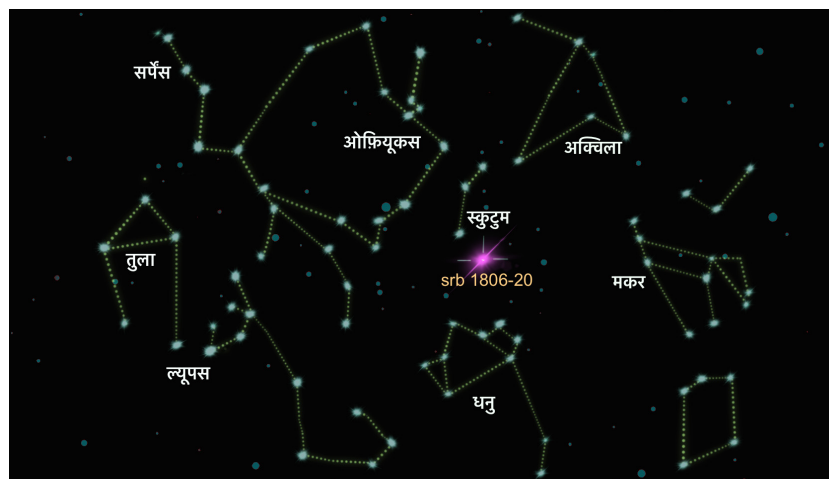 सर्पेंस
ओफ़ियूकस
अक्विला
स्कुटुम
तुला
srb 1806-20
मकर
ल्यूपस
धनु